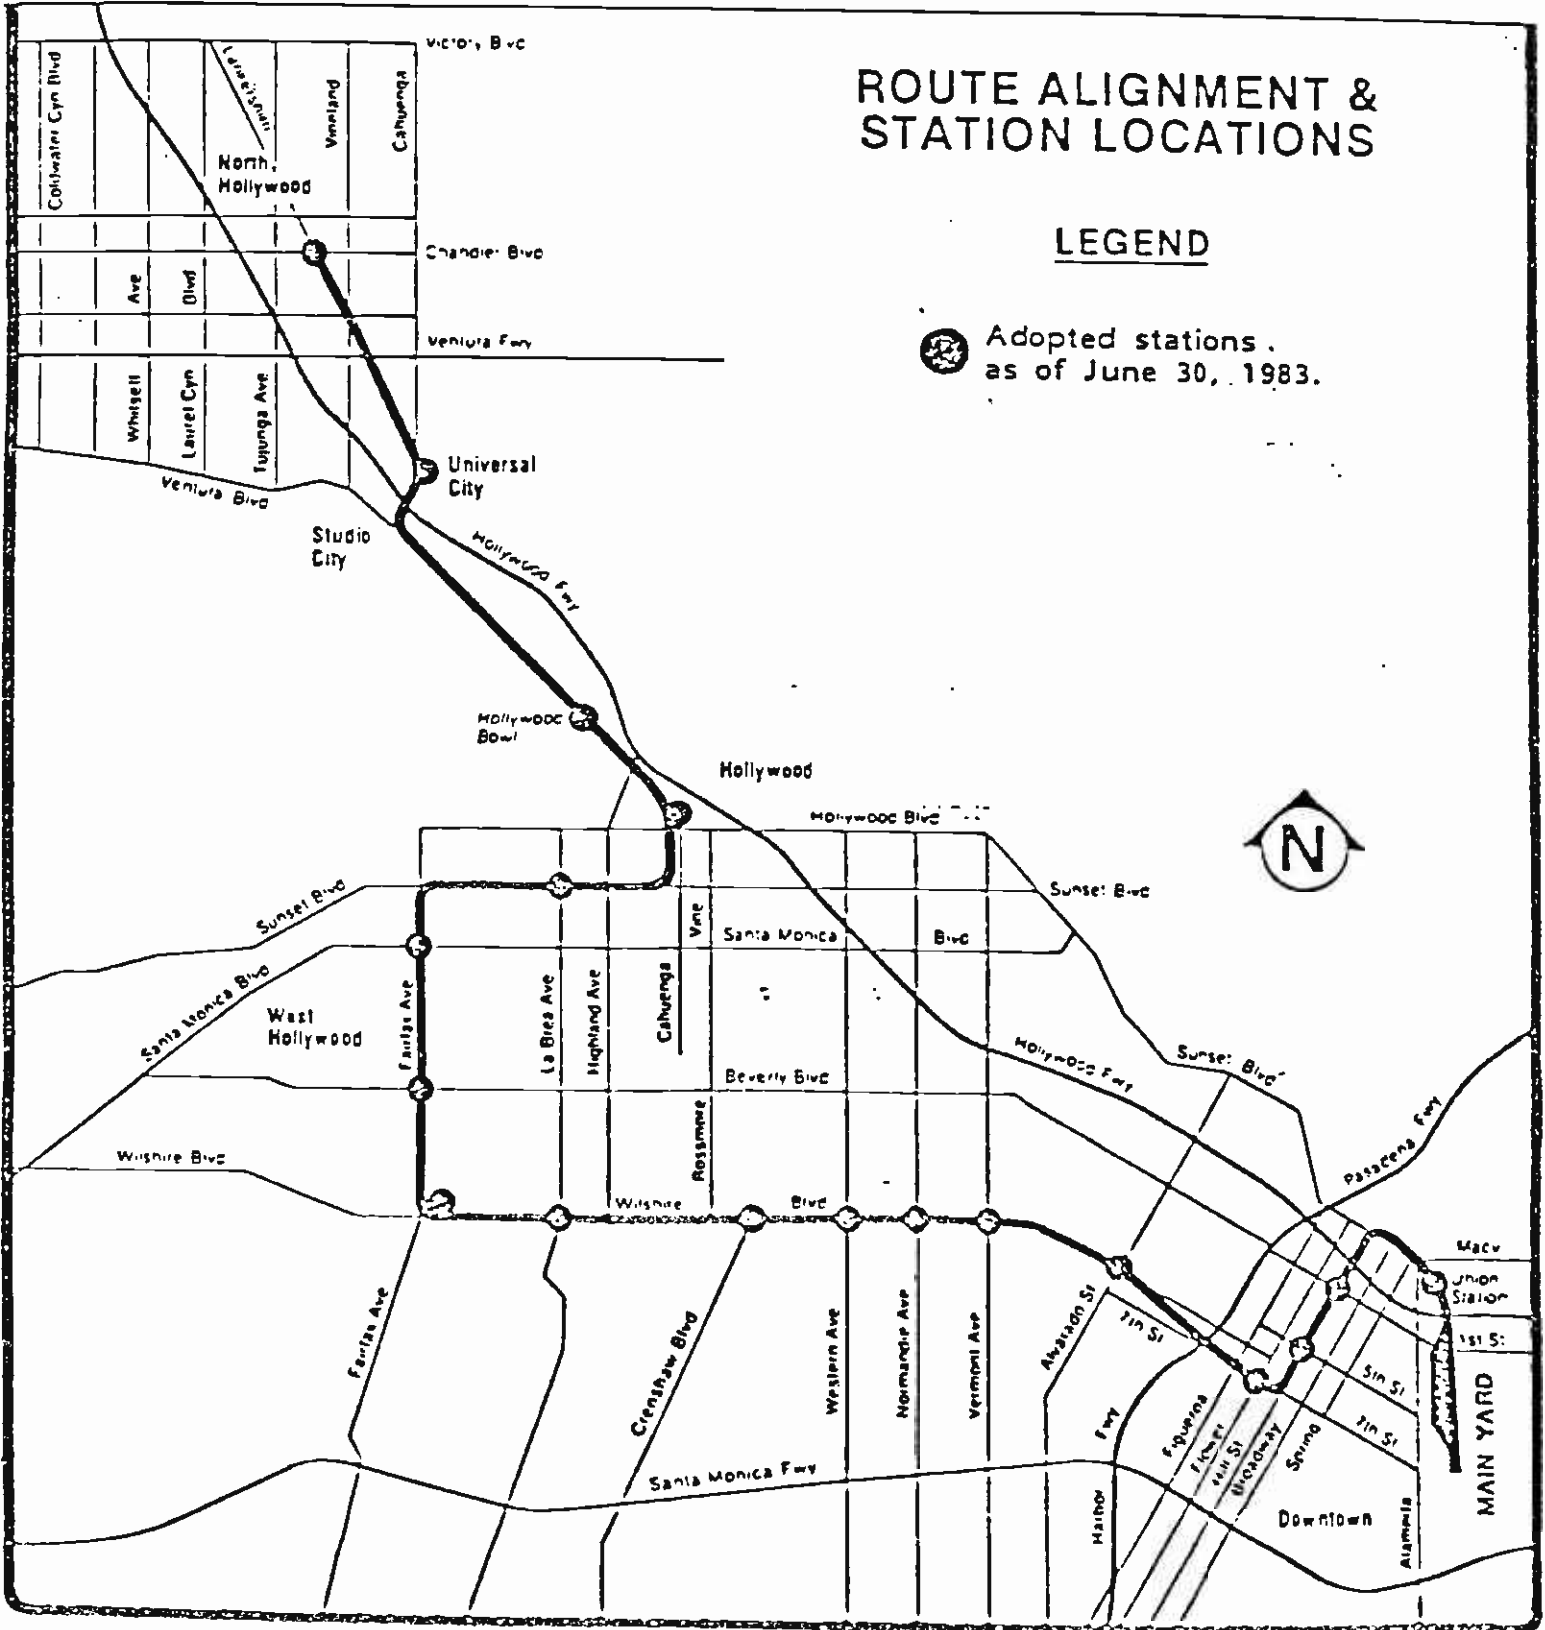 Victory Blvd
ROUTE ALIGNMENT &
STATION LOCATIONS
Coldwater Cyn Blvd
Lankershim
Vineland
Cahuenga
North
Hollywood
LEGEND
Chandler Blvd
Ave
Blvd
Adopted stations.
as of June 30, 1983.
Ventura Fwy
Whitsell
Laurel Cyn
Tujunga Ave
Universal
City
Ventura Blvd
Studio
City
Hollywood Fwy
Hollywood
Bowl
Hollywood
Hollywood Blvd
N
Sunset Blvd
Sunset Blvd
Vine
Santa Monica
Blvd
Santa Monica Blvd
West
Hollywood
Fairfax Ave
La Brea Ave
Highland Ave
Cahuenga
Hollywood Fwy
Sunset Blvd
Beverly Blvd
Rossmore
Pasadena Fwy
Wilshire Blvd
Wilshire
Blvd
Macy
Union
Station
1st St
Fairfax Ave
Crenshaw Blvd
Western Ave
Normandie Ave
Vermont Ave
Alvarado St
7th St
5th St
7th St
MAIN YARD
Figueroa
Flower
Hill St
Broadway
Spring
Santa Monica Fwy
Harbor
Fwy
Downtown
Alameda